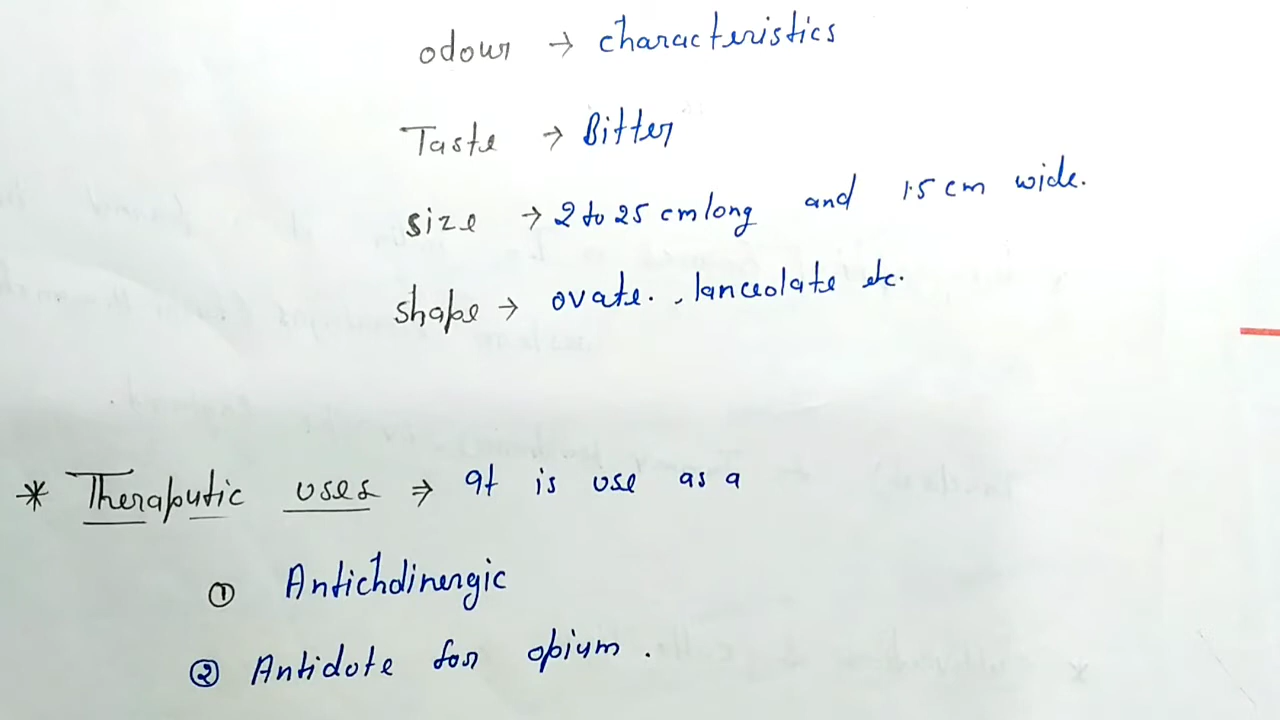 odour → characteristics
Taste → Bitter
size → 2 to 25 cm long and 1.5 cm wide.
shape → ovate. , lanceolate etc.
* Theraputic uses ⇒ It is use as a
① Anticholinergic
② Antidote for opium .